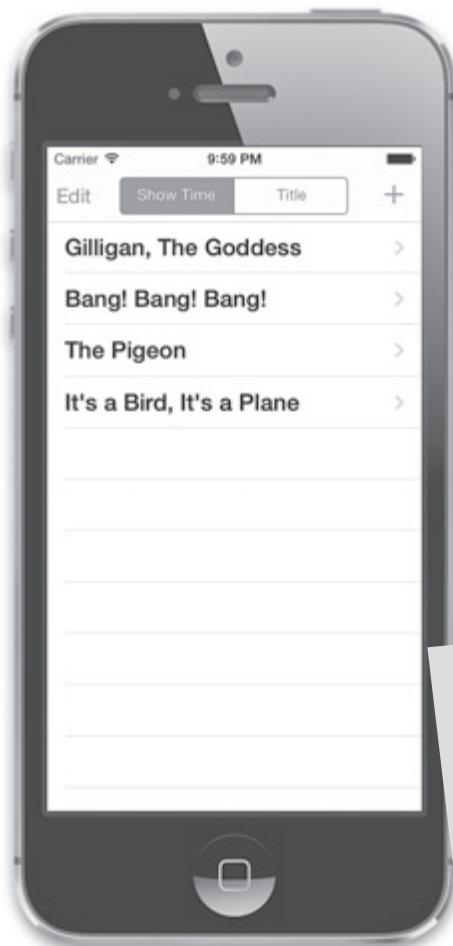 Carrier 9:59 PM
Edit Show Time Title +
Gilligan, The Goddess
Bang! Bang! Bang!
The Pigeon
It's a Bird, It's a Plane